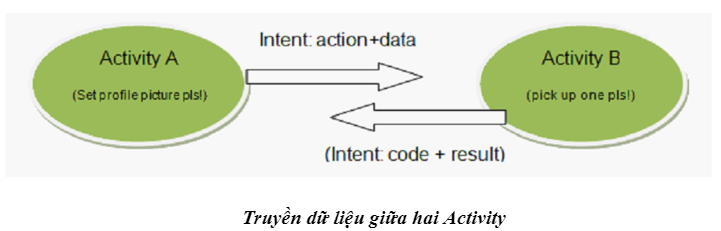 Intent: action+data
Activity A
(Set profile picture pls!)
Activity B
(pick up one pls!)
(Intent: code + result)
Truyền dữ liệu giữa hai Activity